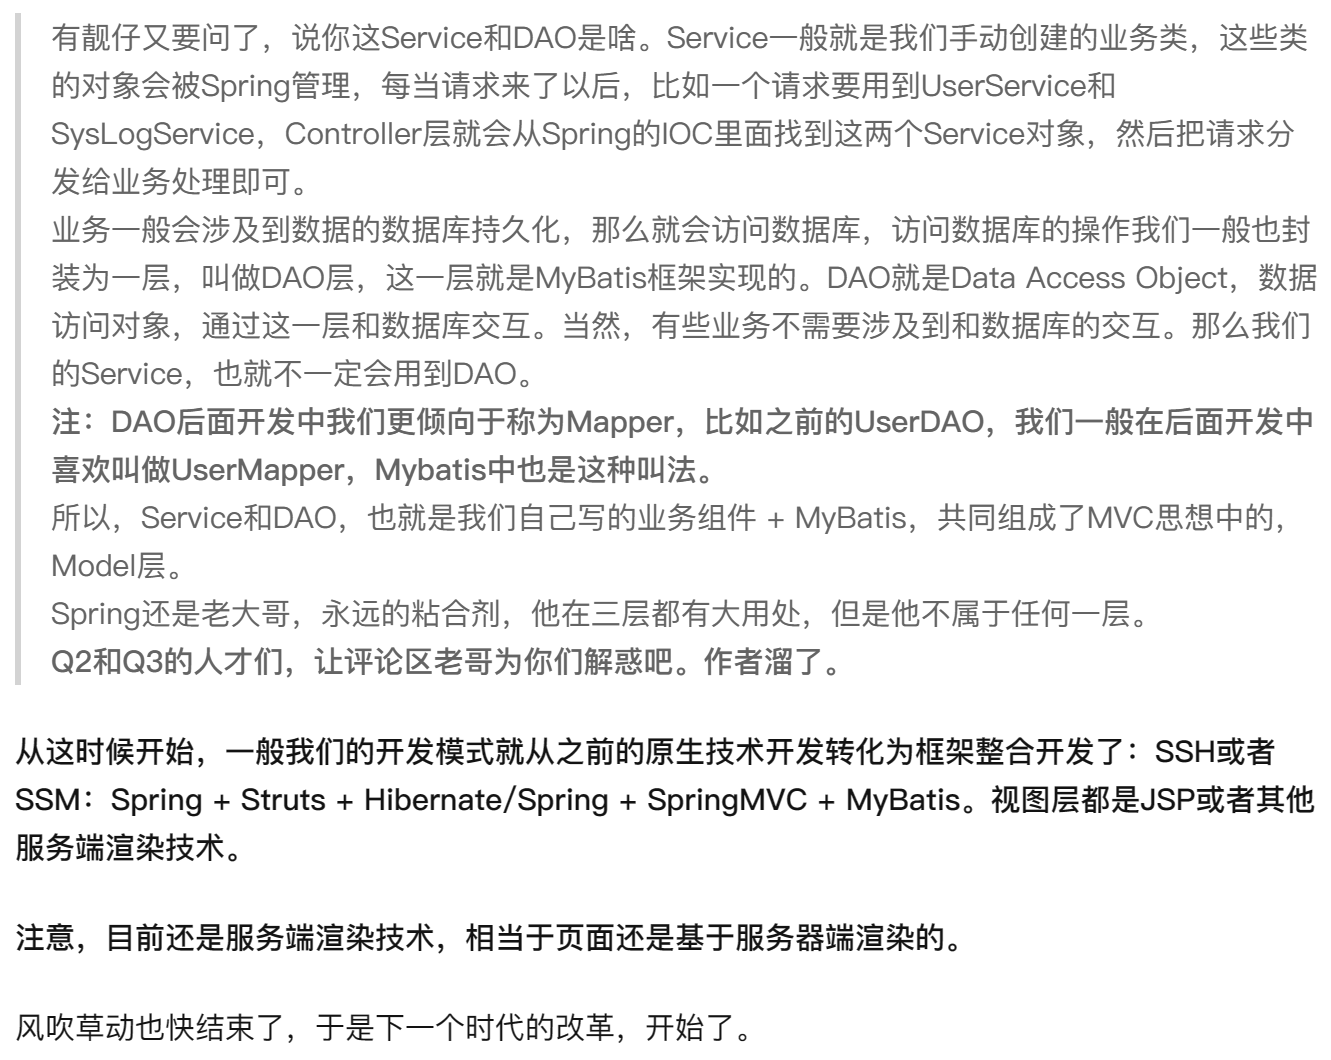 有靓仔又要问了，说你这Service和DAO是啥。Service一般就是我们手动创建的业务类，这些类
的对象会被Spring管理，每当请求来了以后，比如一个请求要用到UserService和
SysLogService，Controller层就会从Spring的IOC里面找到这两个Service对象，然后把请求分
发给业务处理即可。
业务一般会涉及到数据的数据库持久化，那么就会访问数据库，访问数据库的操作我们一般也封
装为一层，叫做DAO层，这一层就是MyBatis框架实现的。DAO就是Data Access Object，数据
访问对象，通过这一层和数据库交互。当然，有些业务不需要涉及到和数据库的交互。那么我们
的Service，也就不一定会用到DAO。
注：DAO后面开发中我们更倾向于称为Mapper，比如之前的UserDAO，我们一般在后面开发中
喜欢叫做UserMapper，Mybatis中也是这种叫法。
所以，Service和DAO，也就是我们自己写的业务组件 + MyBatis，共同组成了MVC思想中的，
Model层。
Spring还是老大哥，永远的粘合剂，他在三层都有大用处，但是他不属于任何一层。
Q2和Q3的人才们，让评论区老哥为你们解惑吧。作者溜了。
从这时候开始，一般我们的开发模式就从之前的原生技术开发转化为框架整合开发了：SSH或者
SSM：Spring + Struts + Hibernate/Spring + SpringMVC + MyBatis。视图层都是JSP或者其他
服务端渲染技术。
注意，目前还是服务端渲染技术，相当于页面还是基于服务器端渲染的。
风吹草动也快结束了，于是下一个时代的改革，开始了。